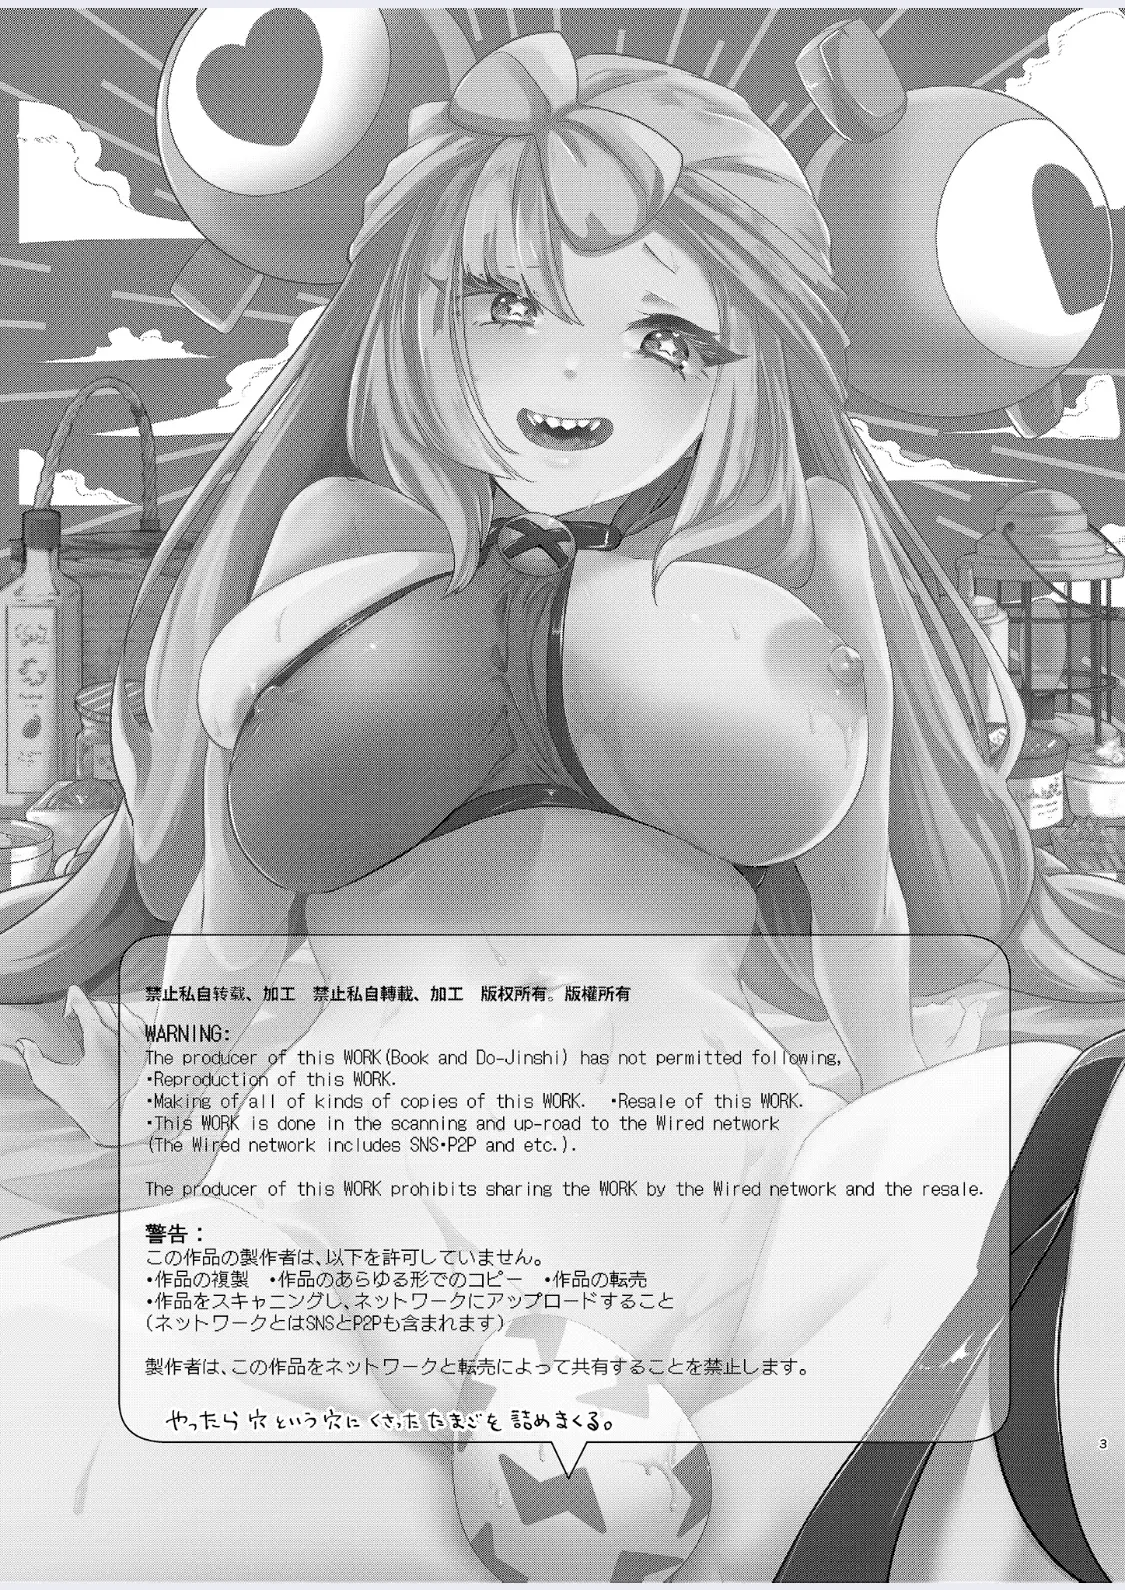 禁止私自转载、加工　禁止私自轉載、加工　版权所有。版權所有
WARNING:
The producer of this WORK(Book and Do-Jinshi) has not permitted following,
・Reproduction of this WORK.
・Making of all of kinds of copies of this WORK.　・Resale of this WORK.
・This WORK is done in the scanning and up-road to the Wired network
(The Wired network includes SNS・P2P and etc.).
The producer of this WORK prohibits sharing the WORK by the Wired network and the resale.
警告：
この作品の製作者は、以下を許可していません。
・作品の複製　・作品のあらゆる形でのコピー　・作品の転売
・作品をスキャニングし、ネットワークにアップロードすること
(ネットワークとはSNSとP2Pも含まれます)
製作者は、この作品をネットワークと転売によって共有することを禁止します。
やったら穴という穴にくさったたまごを詰めまくる。
3